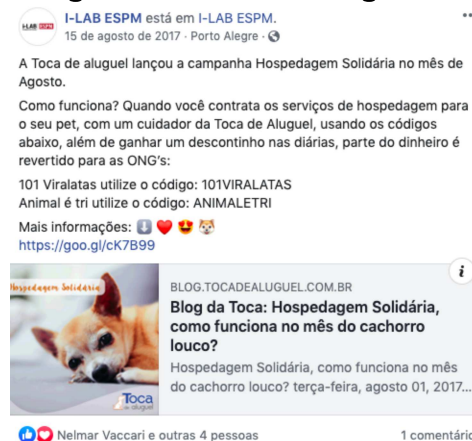 I-LAB ESPM está em I-LAB ESPM.
I-LAB ESPM
15 de agosto de 2017 · Porto Alegre ·
A Toca de aluguel lançou a campanha Hospedagem Solidária no mês de
Agosto.
Como funciona? Quando você contrata os serviços de hospedagem para
o seu pet, com um cuidador da Toca de Aluguel, usando os códigos
abaixo, além de ganhar um descontinho nas diárias, parte do dinheiro é
revertido para as ONG's:
101 Viralatas utilize o código: 101VIRALATAS
Animal é tri utilize o código: ANIMALETRI
Mais informações: ⬇️ ❤️ 😍 🐹
https://goo.gl/cK7B99
Hospedagem Solidária
Toca
de aluguel
BLOG.TOCADEALUGUEL.COM.BR
Blog da Toca: Hospedagem Solidária,
como funciona no mês do cachorro
louco?
Hospedagem Solidária, como funciona no mês
do cachorro louco? terça-feira, agosto 01, 2017...
Nelmar Vaccari e outras 4 pessoas
1 comentário